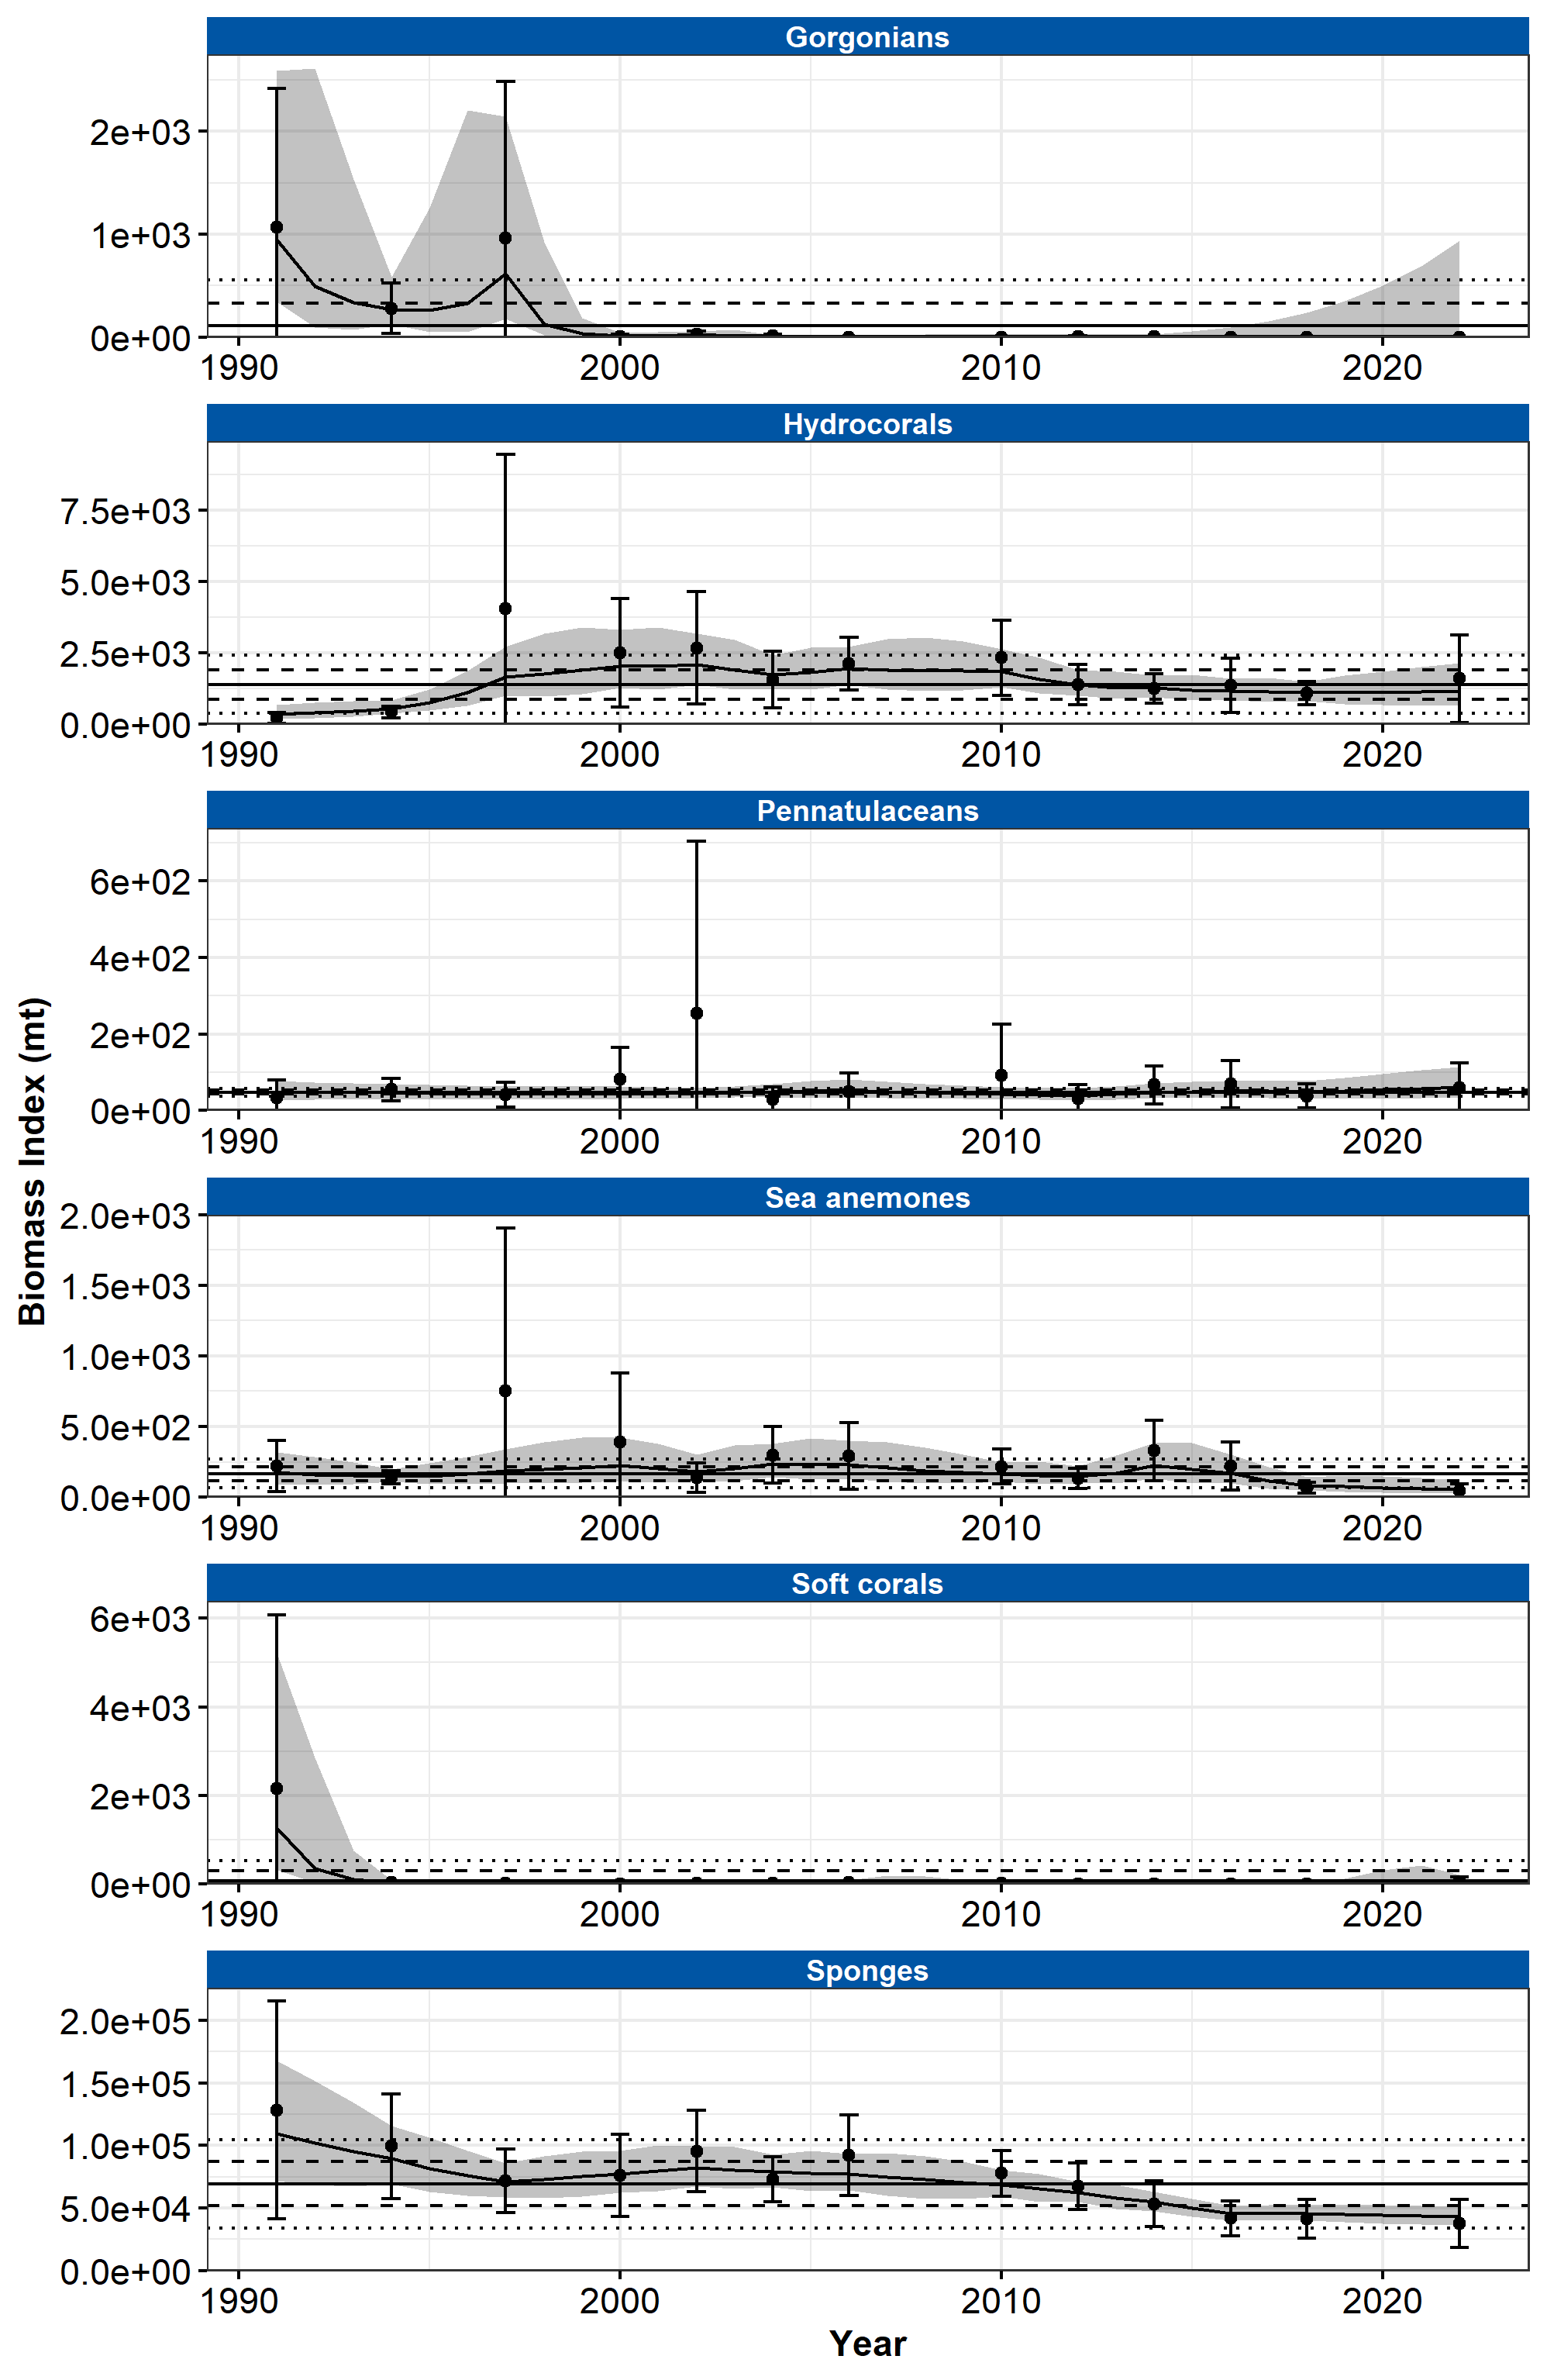 Gorgonians
2e+03
1e+03
0e+00
1990 2000 2010 2020
Hydrocorals
7.5e+03
5.0e+03
2.5e+03
0.0e+00
1990 2000 2010 2020
Pennatulaceans
6e+02
4e+02
2e+02
0e+00
1990 2000 2010 2020
Biomass Index (mt)
Sea anemones
2.0e+03
1.5e+03
1.0e+03
5.0e+02
0.0e+00
1990 2000 2010 2020
Soft corals
6e+03
4e+03
2e+03
0e+00
1990 2000 2010 2020
Sponges
2.0e+05
1.5e+05
1.0e+05
5.0e+04
0.0e+00
1990 2000 2010 2020
Year